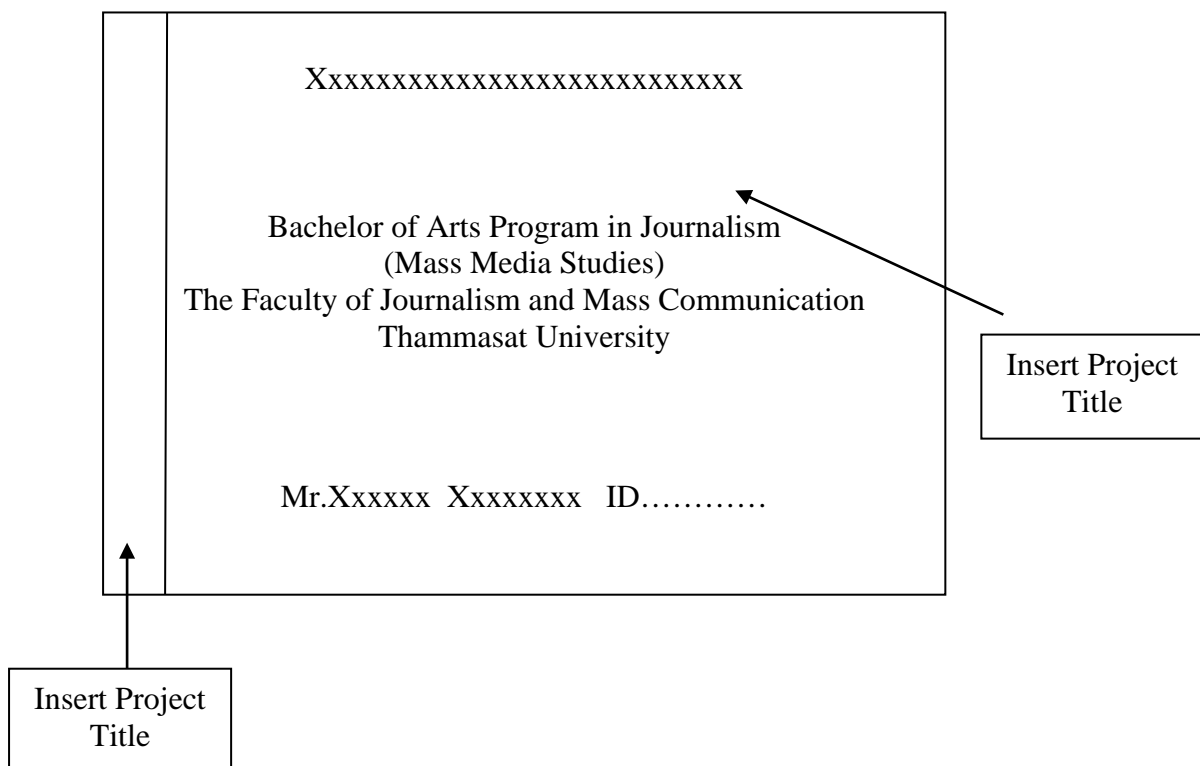 Xxxxxxxxxxxxxxxxxxxxxxxxxxx
Bachelor of Arts Program in Journalism
(Mass Media Studies)
The Faculty of Journalism and Mass Communication
Thammasat University
Insert Project
Title
Mr.Xxxxxx Xxxxxxxx ID…………
Insert Project
Title